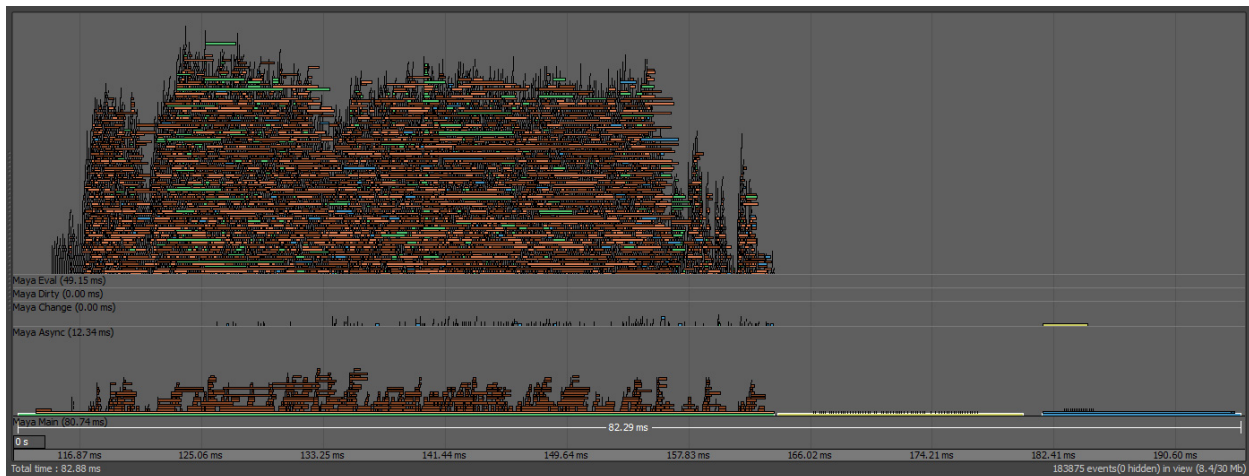 Maya Eval (49.15 ms)
Maya Dirty (0.00 ms)
Maya Change (0.00 ms)
Maya Async (12.34 ms)
Maya Main (80.74 ms)
82.29 ms
0 s
116.87 ms 125.06 ms 133.25 ms 141.44 ms 149.64 ms 157.83 ms 166.02 ms 174.21 ms 182.41 ms 190.60 ms
Total time : 82.88 ms 183875 events(0 hidden) in view (8.4/30 Mb)